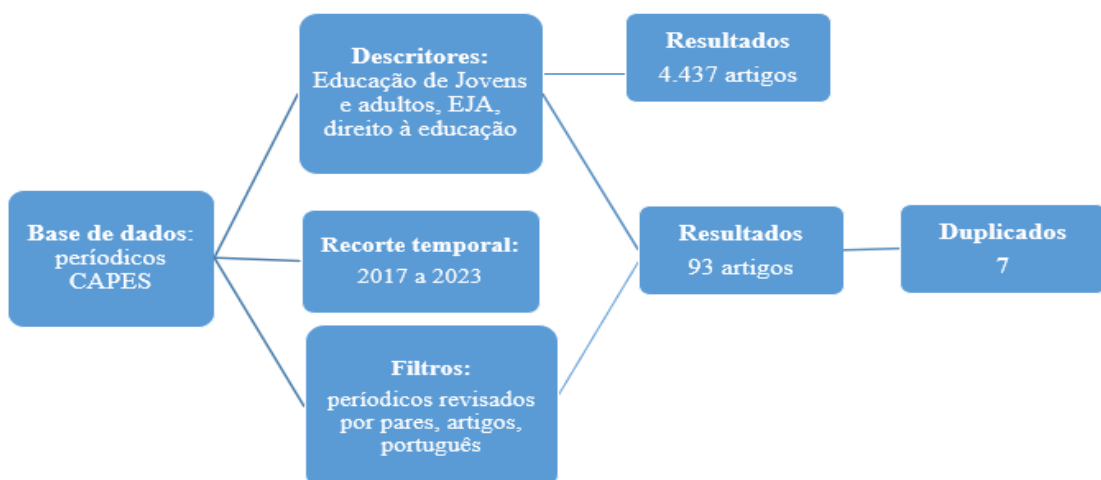 Descritores:
Educação de Jovens
e adultos, EJA,
direito à educação
Resultados
4.437 artigos
Base de dados:
períodicos
CAPES
Recorte temporal:
2017 a 2023
Resultados
93 artigos
Duplicados
7
Filtros:
períodicos revisados
por pares, artigos,
português